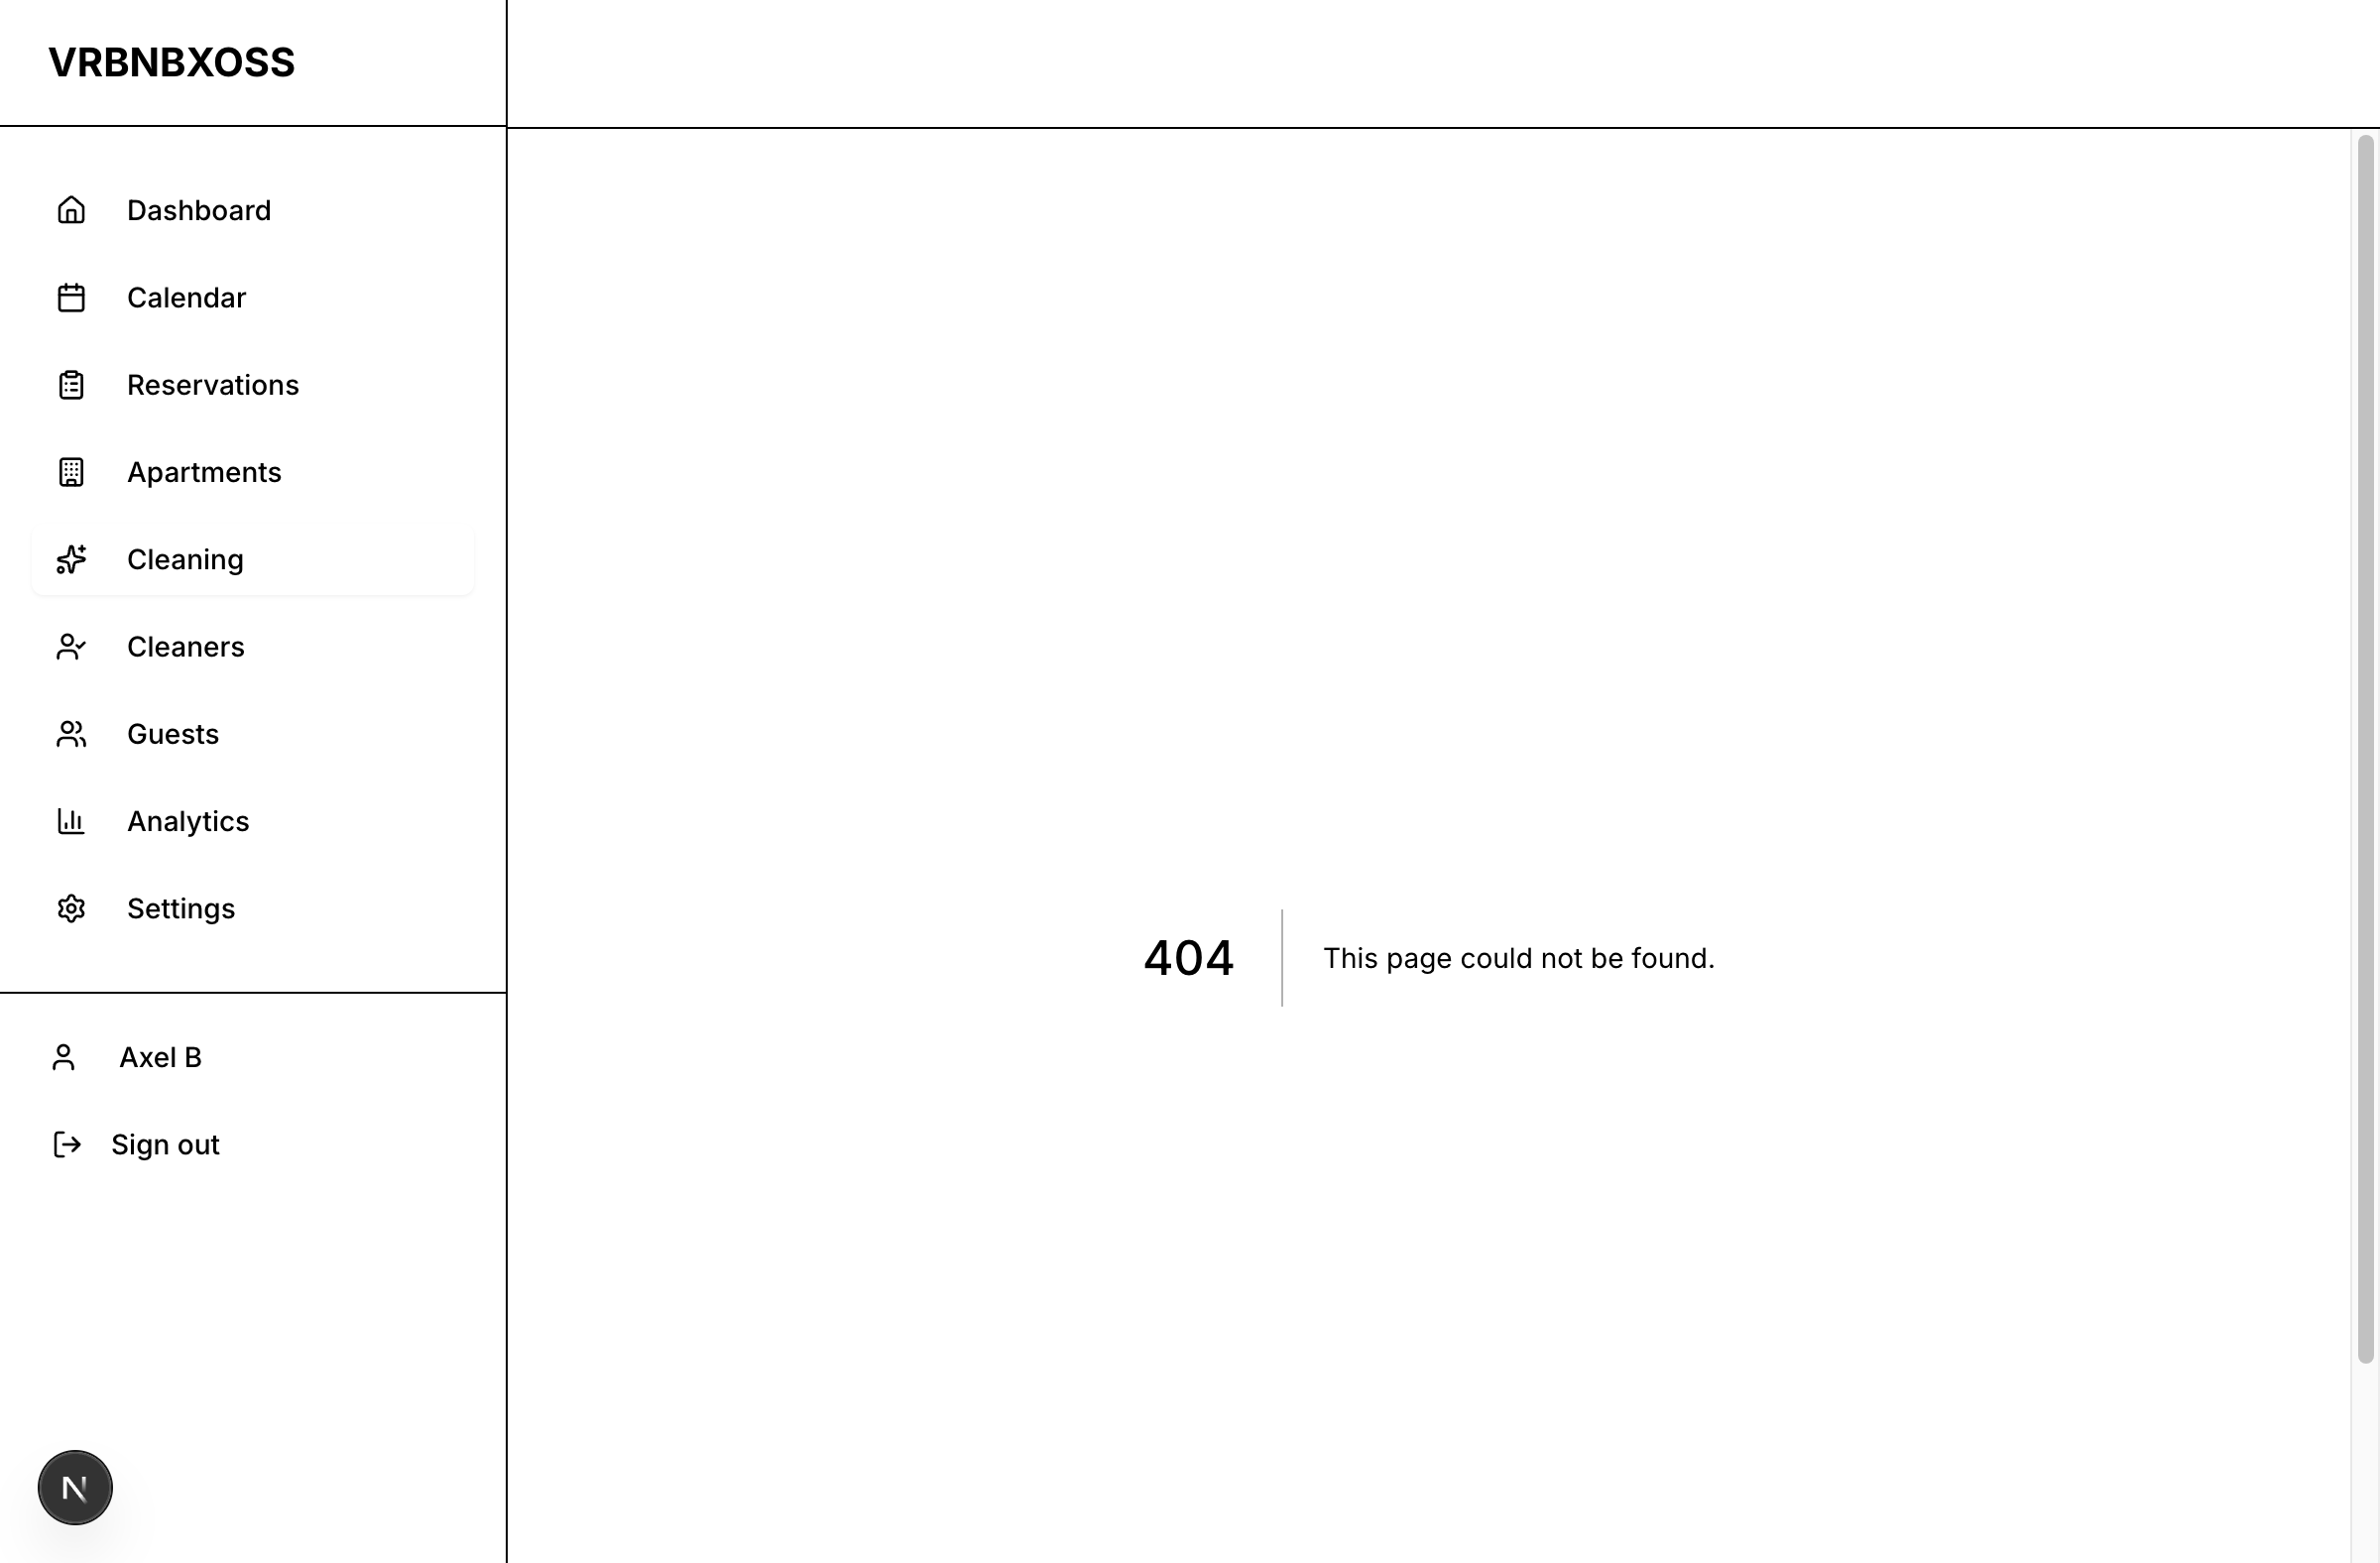 VRBNBXOSS
Dashboard
Calendar
Reservations
Apartments
Cleaning
Cleaners
Guests
Analytics
Settings
Axel B
Sign out
N
404
This page could not be found.